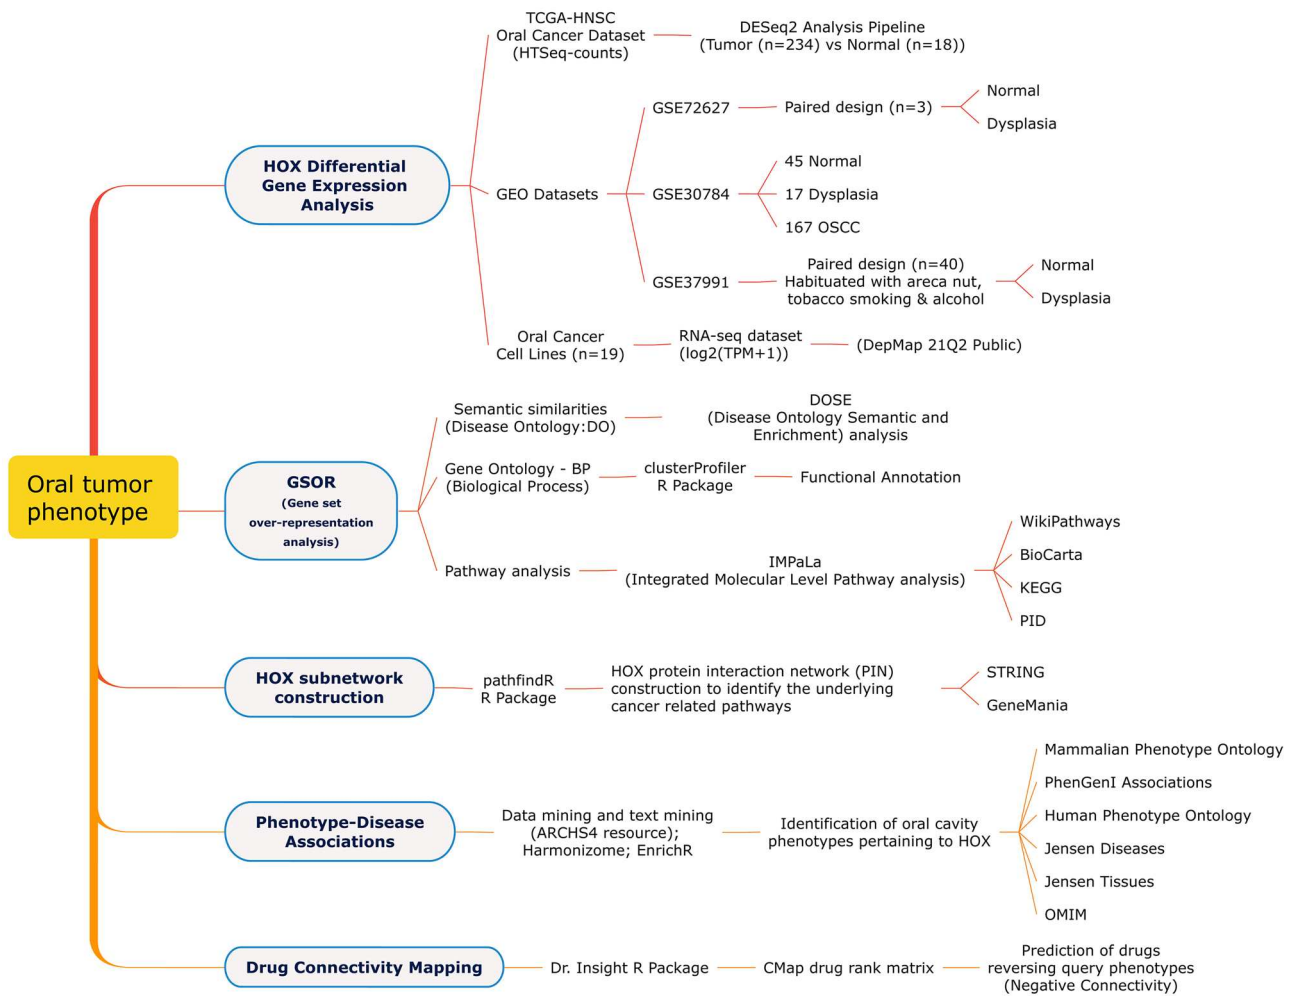 Oral tumor
phenotype
HOX Differential
Gene Expression
Analysis
TCGA-HNSC
Oral Cancer Dataset
(HTSeq-counts)
DESeq2 Analysis Pipeline
(Tumor (n=234) vs Normal (n=18))
GEO Datasets
GSE72627
Paired design (n=3)
Normal
Dysplasia
GSE30784
45 Normal
17 Dysplasia
167 OSCC
GSE37991
Paired design (n=40)
Habituated with areca nut,
tobacco smoking & alcohol
Normal
Dysplasia
Oral Cancer
Cell Lines (n=19)
RNA-seq dataset
(log2(TPM+1))
(DepMap 21Q2 Public)
GSOR
(Gene set
over-representation
analysis)
Semantic similarities
(Disease Ontology:DO)
DOSE
(Disease Ontology Semantic and
Enrichment) analysis
Gene Ontology - BP
(Biological Process)
clusterProfiler
R Package
Functional Annotation
Pathway analysis
IMPaLa
(Integrated Molecular Level Pathway analysis)
WikiPathways
BioCarta
KEGG
PID
HOX subnetwork
construction
pathfindR
R Package
HOX protein interaction network (PIN)
construction to identify the underlying
cancer related pathways
STRING
GeneMania
Phenotype-Disease
Associations
Data mining and text mining
(ARCHS4 resource);
Harmonizome; EnrichR
Identification of oral cavity
phenotypes pertaining to HOX
Mammalian Phenotype Ontology
PhenGenI Associations
Human Phenotype Ontology
Jensen Diseases
Jensen Tissues
OMIM
Drug Connectivity Mapping
Dr. Insight R Package
CMap drug rank matrix
Prediction of drugs
reversing query phenotypes
(Negative Connectivity)